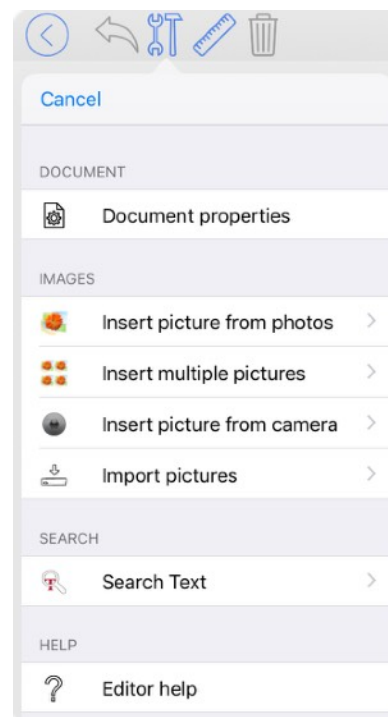 Cancel
DOCUMENT
Document properties
IMAGES
Insert picture from photos
Insert multiple pictures
Insert picture from camera
Import pictures
SEARCH
Search Text
HELP
Editor help